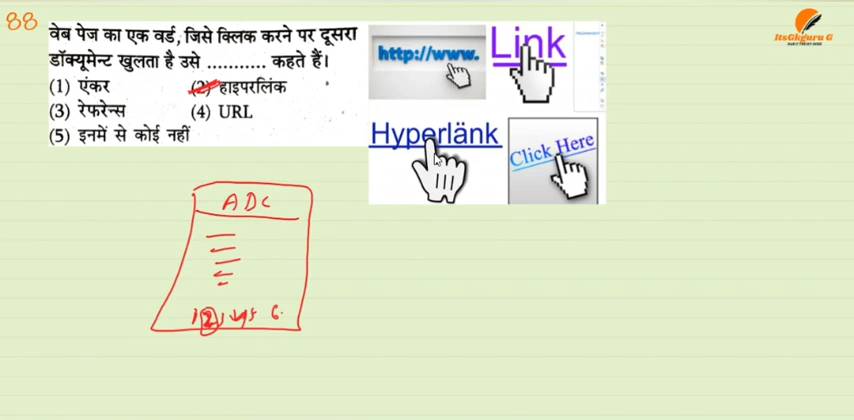 88
वेब पेज का एक वर्ड, जिसे क्लिक करने पर दूसरा
डॉक्यूमेन्ट खुलता है उसे ........... कहते हैं।
(1) एंकर (2) हाइपरलिंक
(3) रेफरेन्स (4) URL
(5) इनमें से कोई नहीं
http://www.
Link
Hyperlänk
Click Here
ItsGkguru G
A D C